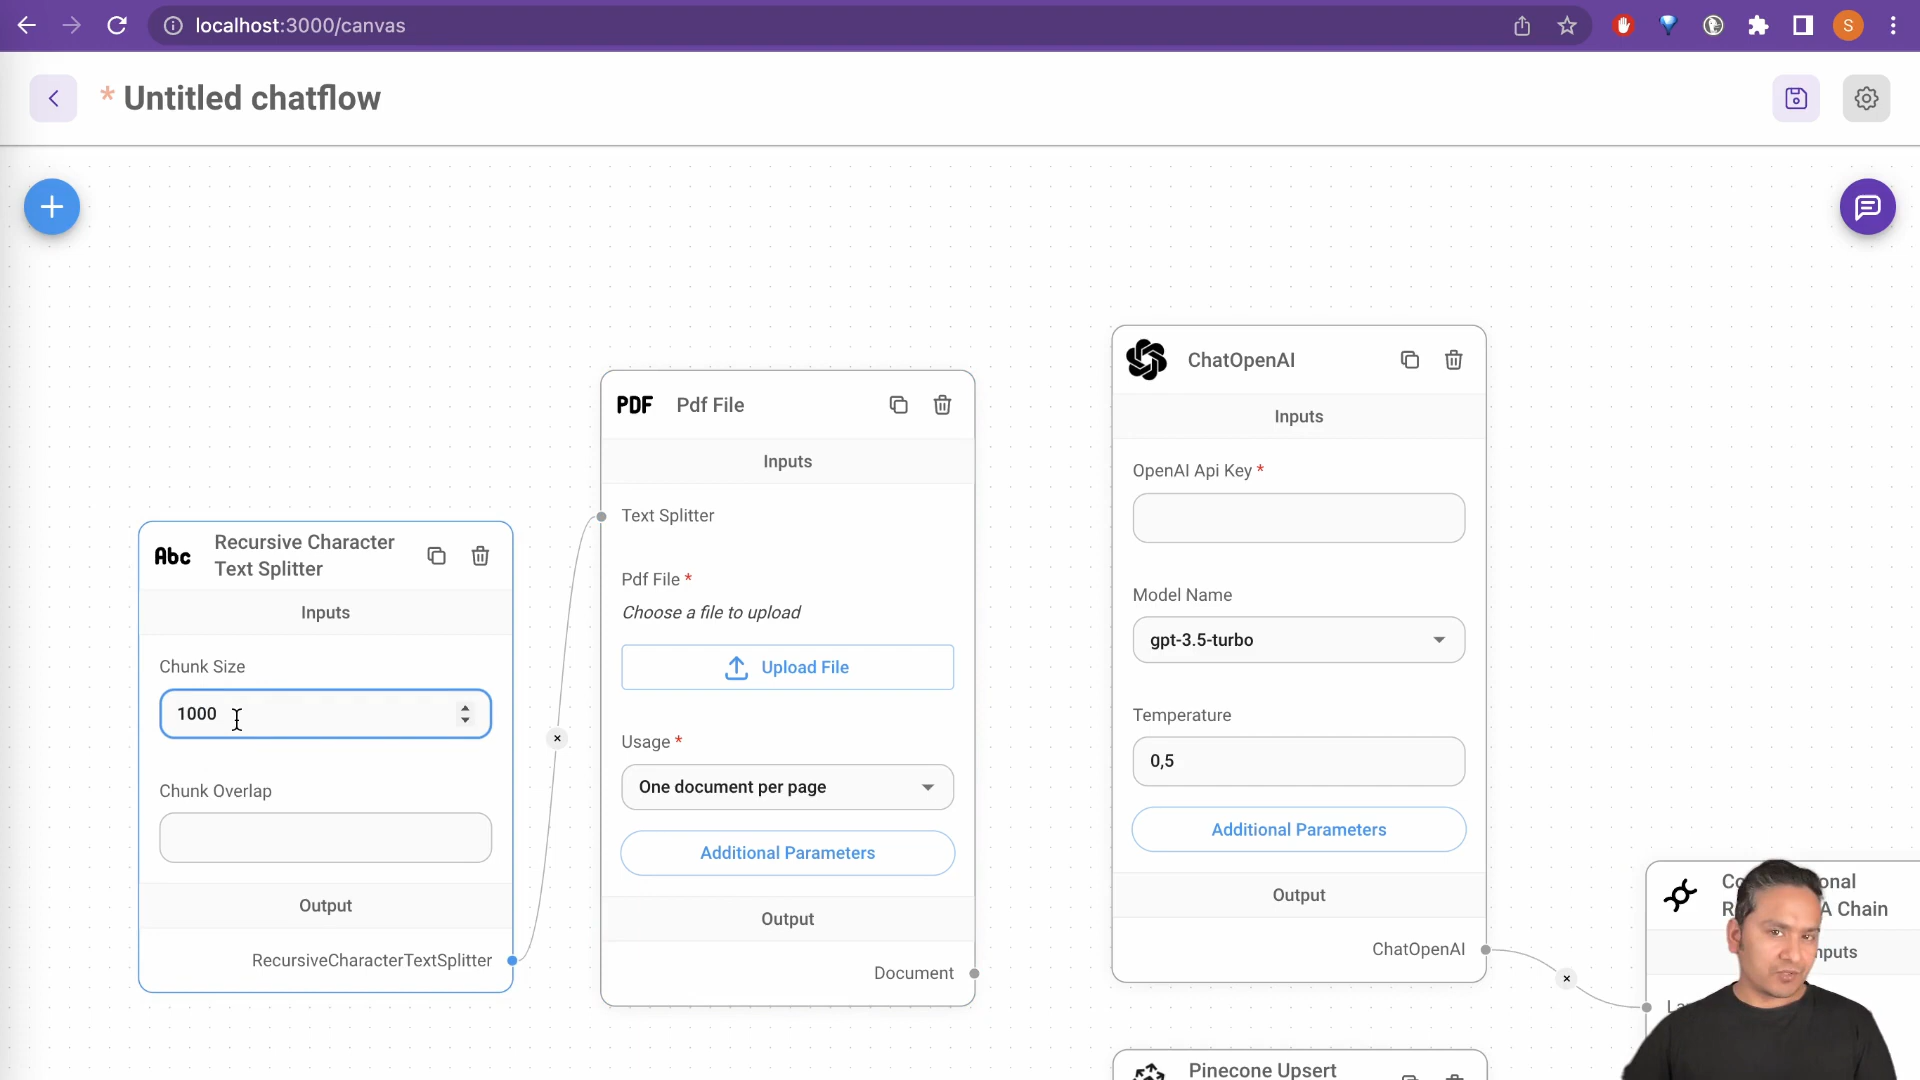 localhost:3000/canvas
S
* Untitled chatflow
Abc
Recursive Character
Text Splitter
Inputs
Chunk Size
1000
Chunk Overlap
Output
RecursiveCharacterTextSplitter
PDF
Pdf File
Inputs
Text Splitter
Pdf File *
Choose a file to upload
Upload File
Usage *
One document per page
Additional Parameters
Output
Document
ChatOpenAI
Inputs
OpenAI Api Key *
Model Name
gpt-3.5-turbo
Temperature
0,5
Additional Parameters
Output
ChatOpenAI
Pinecone Upsert
Chain